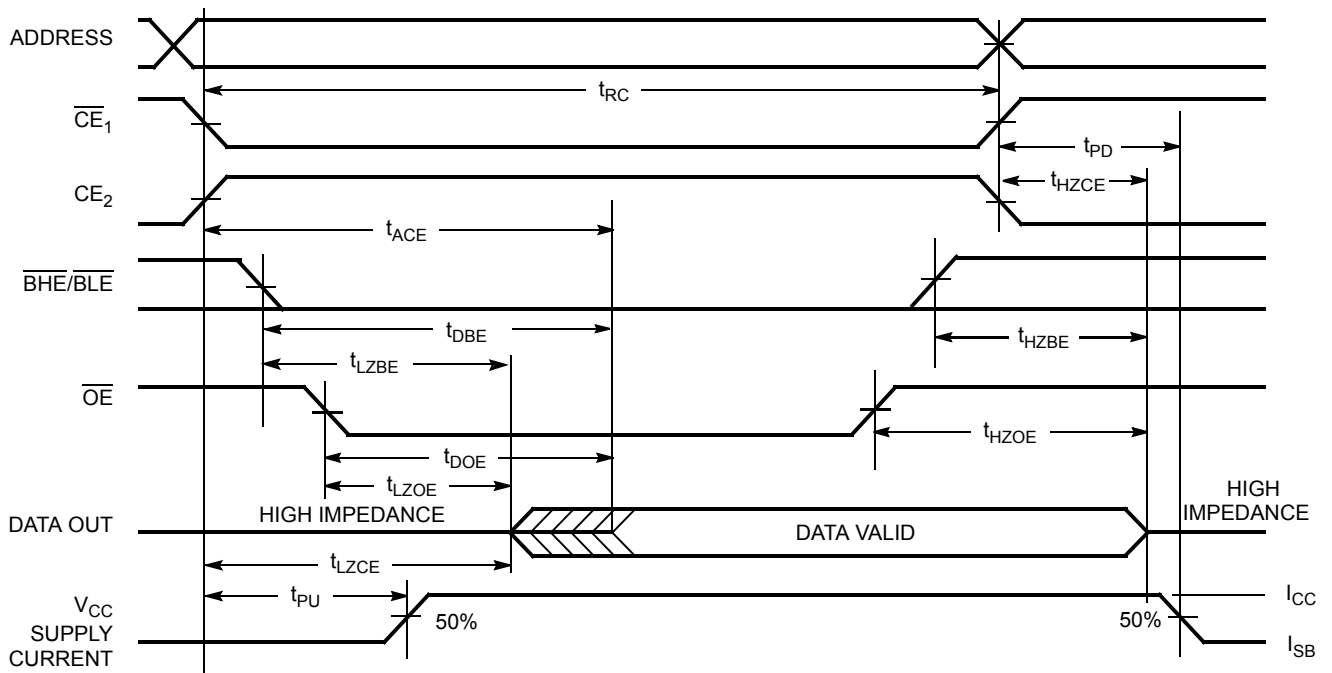 ADDRESS
tRC
CE1
tPD
tHZCE
CE2
tACE
BHE/BLE
tDBE
tHZBE
tLZBE
OE
tHZOE
tDOE
tLZOE
HIGH IMPEDANCE
HIGH
IMPEDANCE
DATA OUT
DATA VALID
tLZCE
tPU
VCC
SUPPLY
CURRENT
50%
50%
ICC
ISB